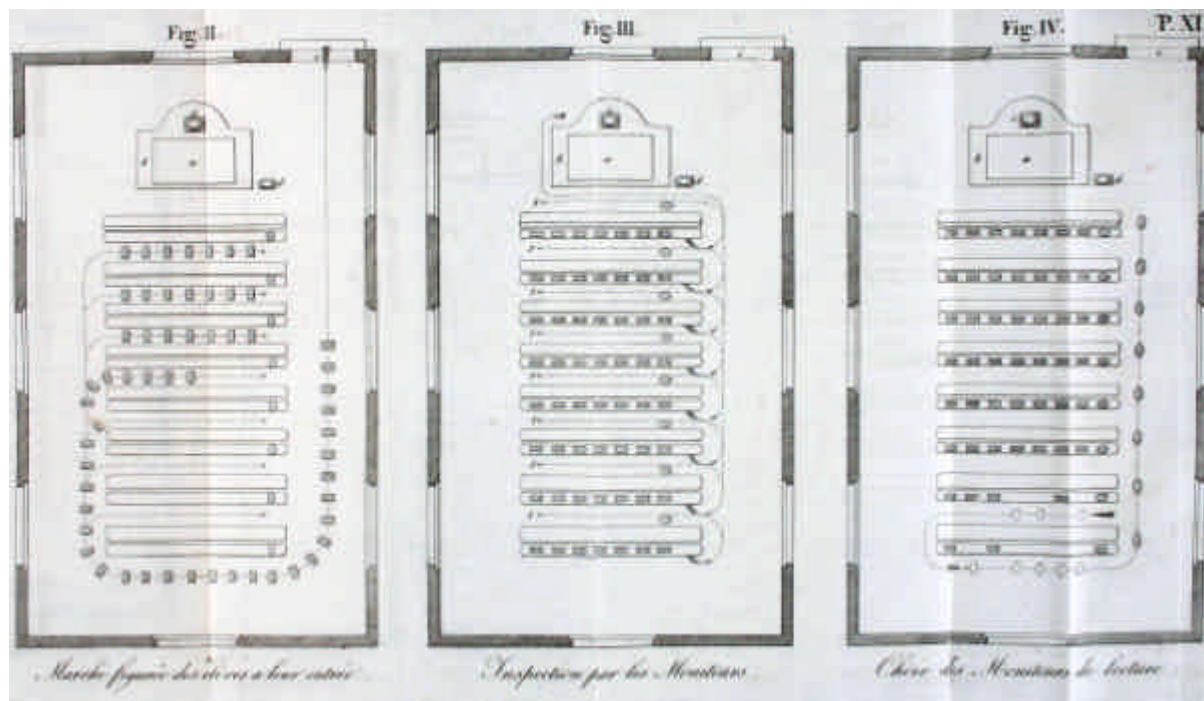 Fig. II.
Fig. III.
Fig. IV.
P. XI
Marche figurée des élèves a leur entrée
Inspection par les Moniteurs.
Choix des Moniteurs de lecture